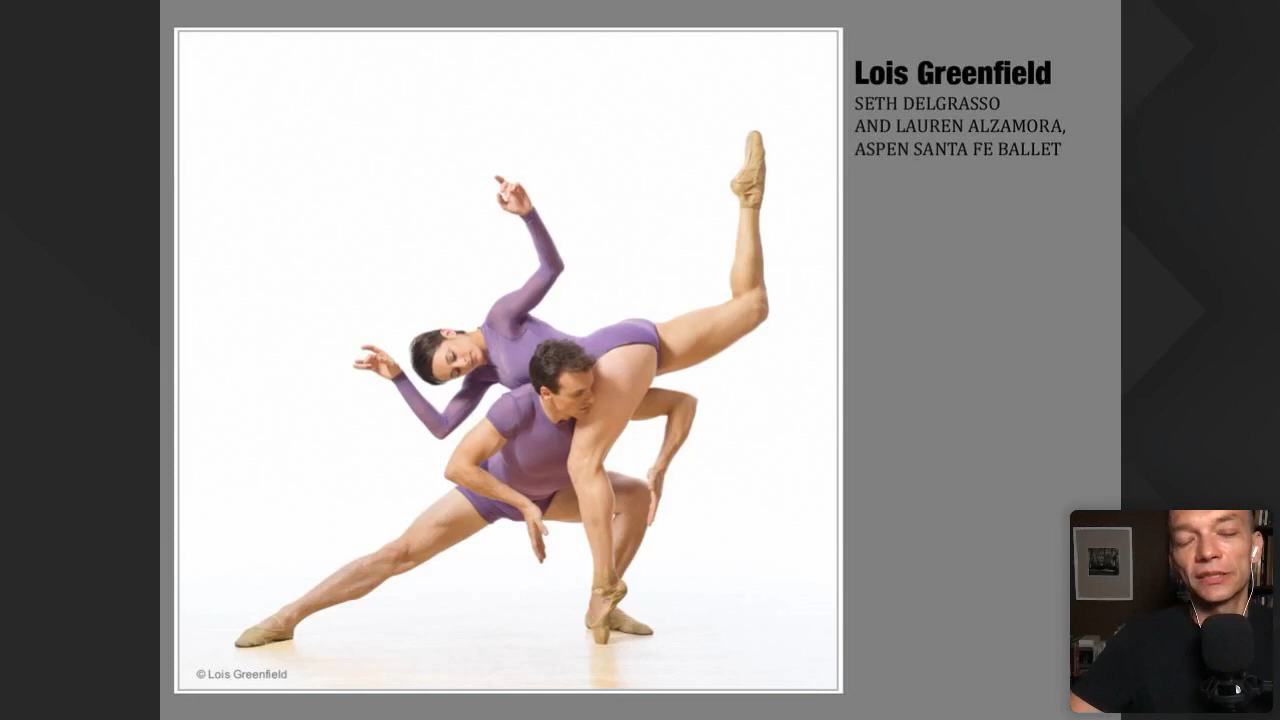 Lois Greenfield
SETH DELGRASSO
AND LAUREN ALZAMORA,
ASPEN SANTA FE BALLET
© Lois Greenfield